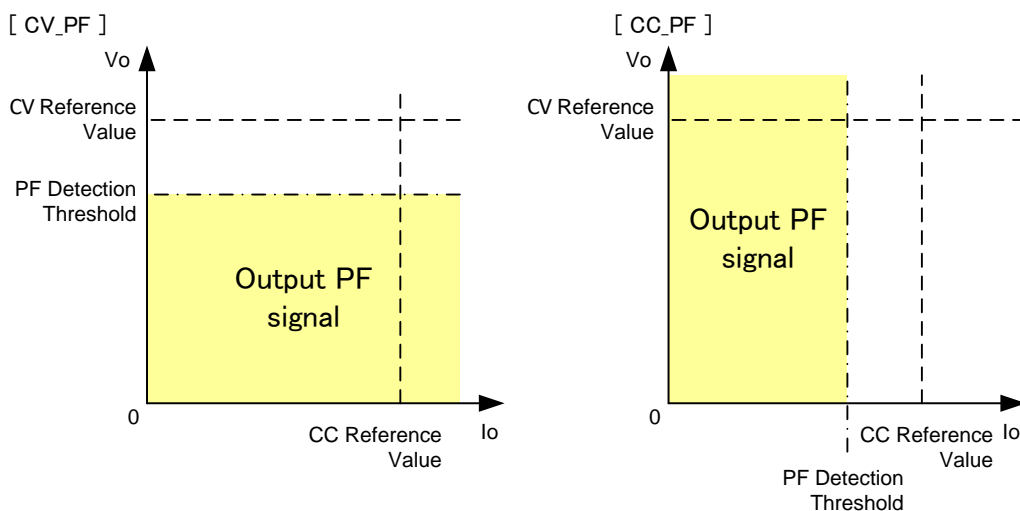 [ CV_PF ]
Vo
CV Reference
Value
PF Detection
Threshold
Output PF
signal
0
CC Reference
Value
Io
[ CC_PF ]
Vo
CV Reference
Value
Output PF
signal
0
CC Reference
Value
Io
PF Detection
Threshold